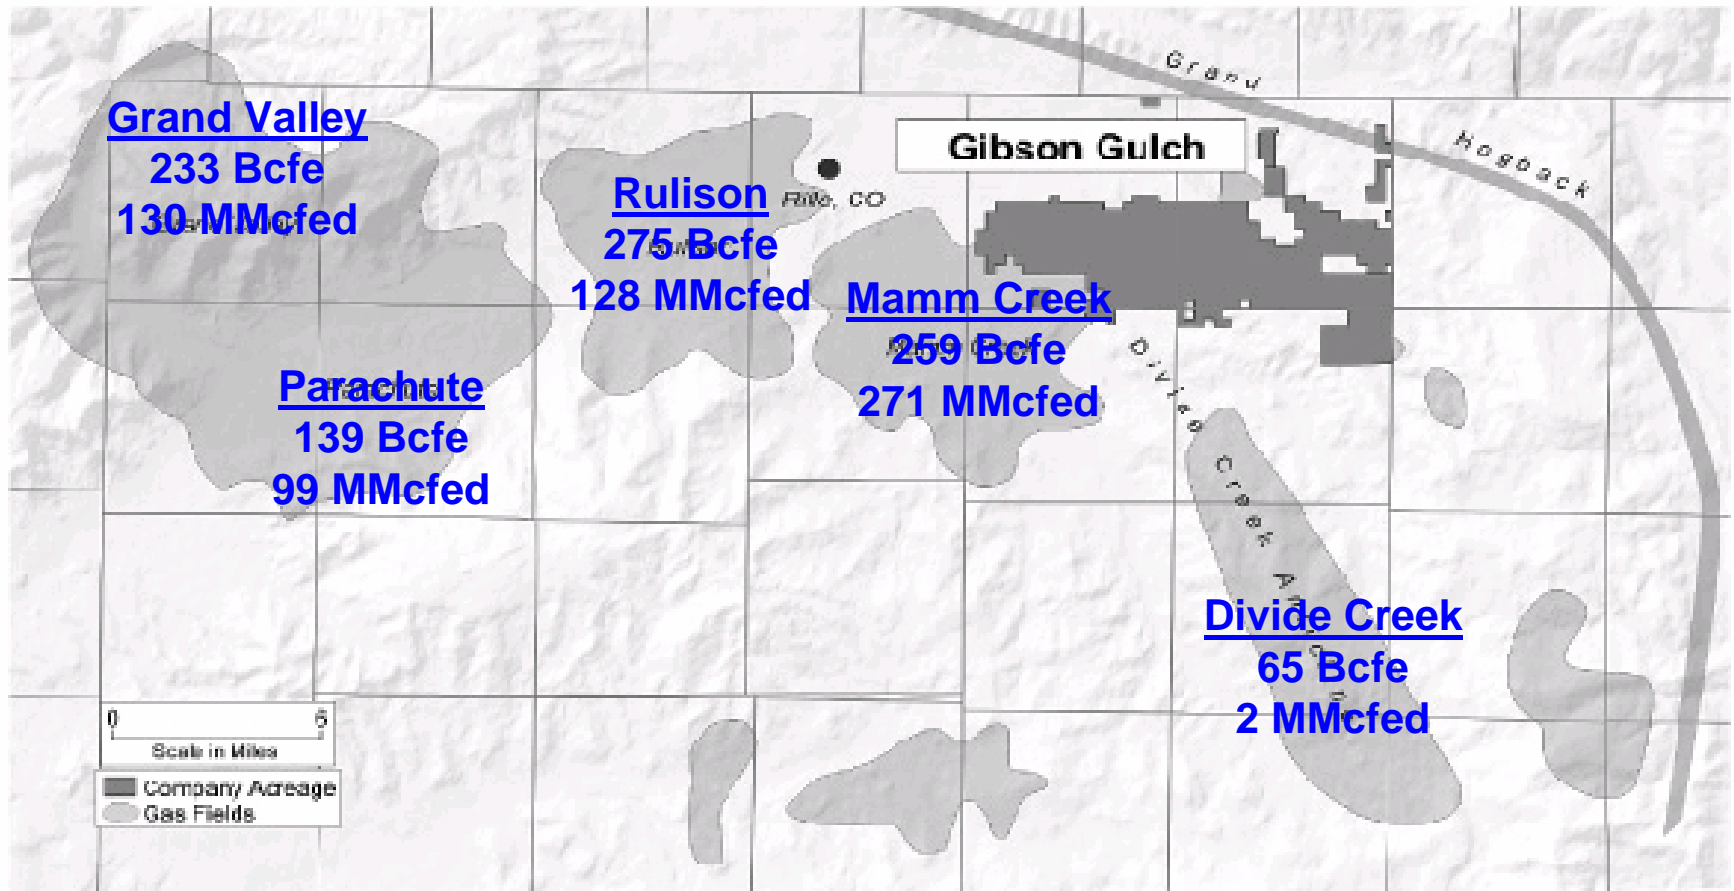 Grand
Hogback
Grand Valley
233 Bcfe
130 MMcfed
Gibson Gulch
Rulison
275 Bcfe
128 MMcfed
Rifle, CO
Mamm Creek
259 Bcfe
271 MMcfed
Parachute
139 Bcfe
99 MMcfed
Divide Creek Anticline
Divide Creek
65 Bcfe
2 MMcfed
0 6
Scale in Miles
Company Acreage
Gas Fields